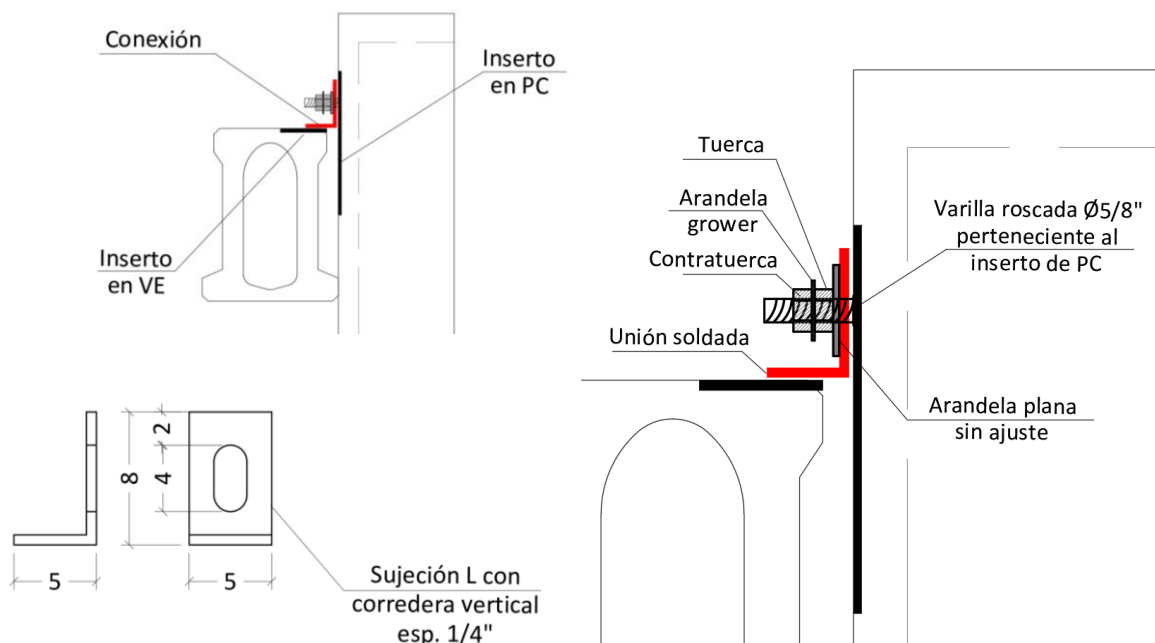 Conexión
Inserto
en PC
Inserto
en VE
Tuerca
Arandela
grower
Contratuerca
Unión soldada
Varilla roscada Ø5/8"
perteneciente al
inserto de PC
Arandela plana
sin ajuste
2
8
4
5
5
Sujeción L con
corredera vertical
esp. 1/4"